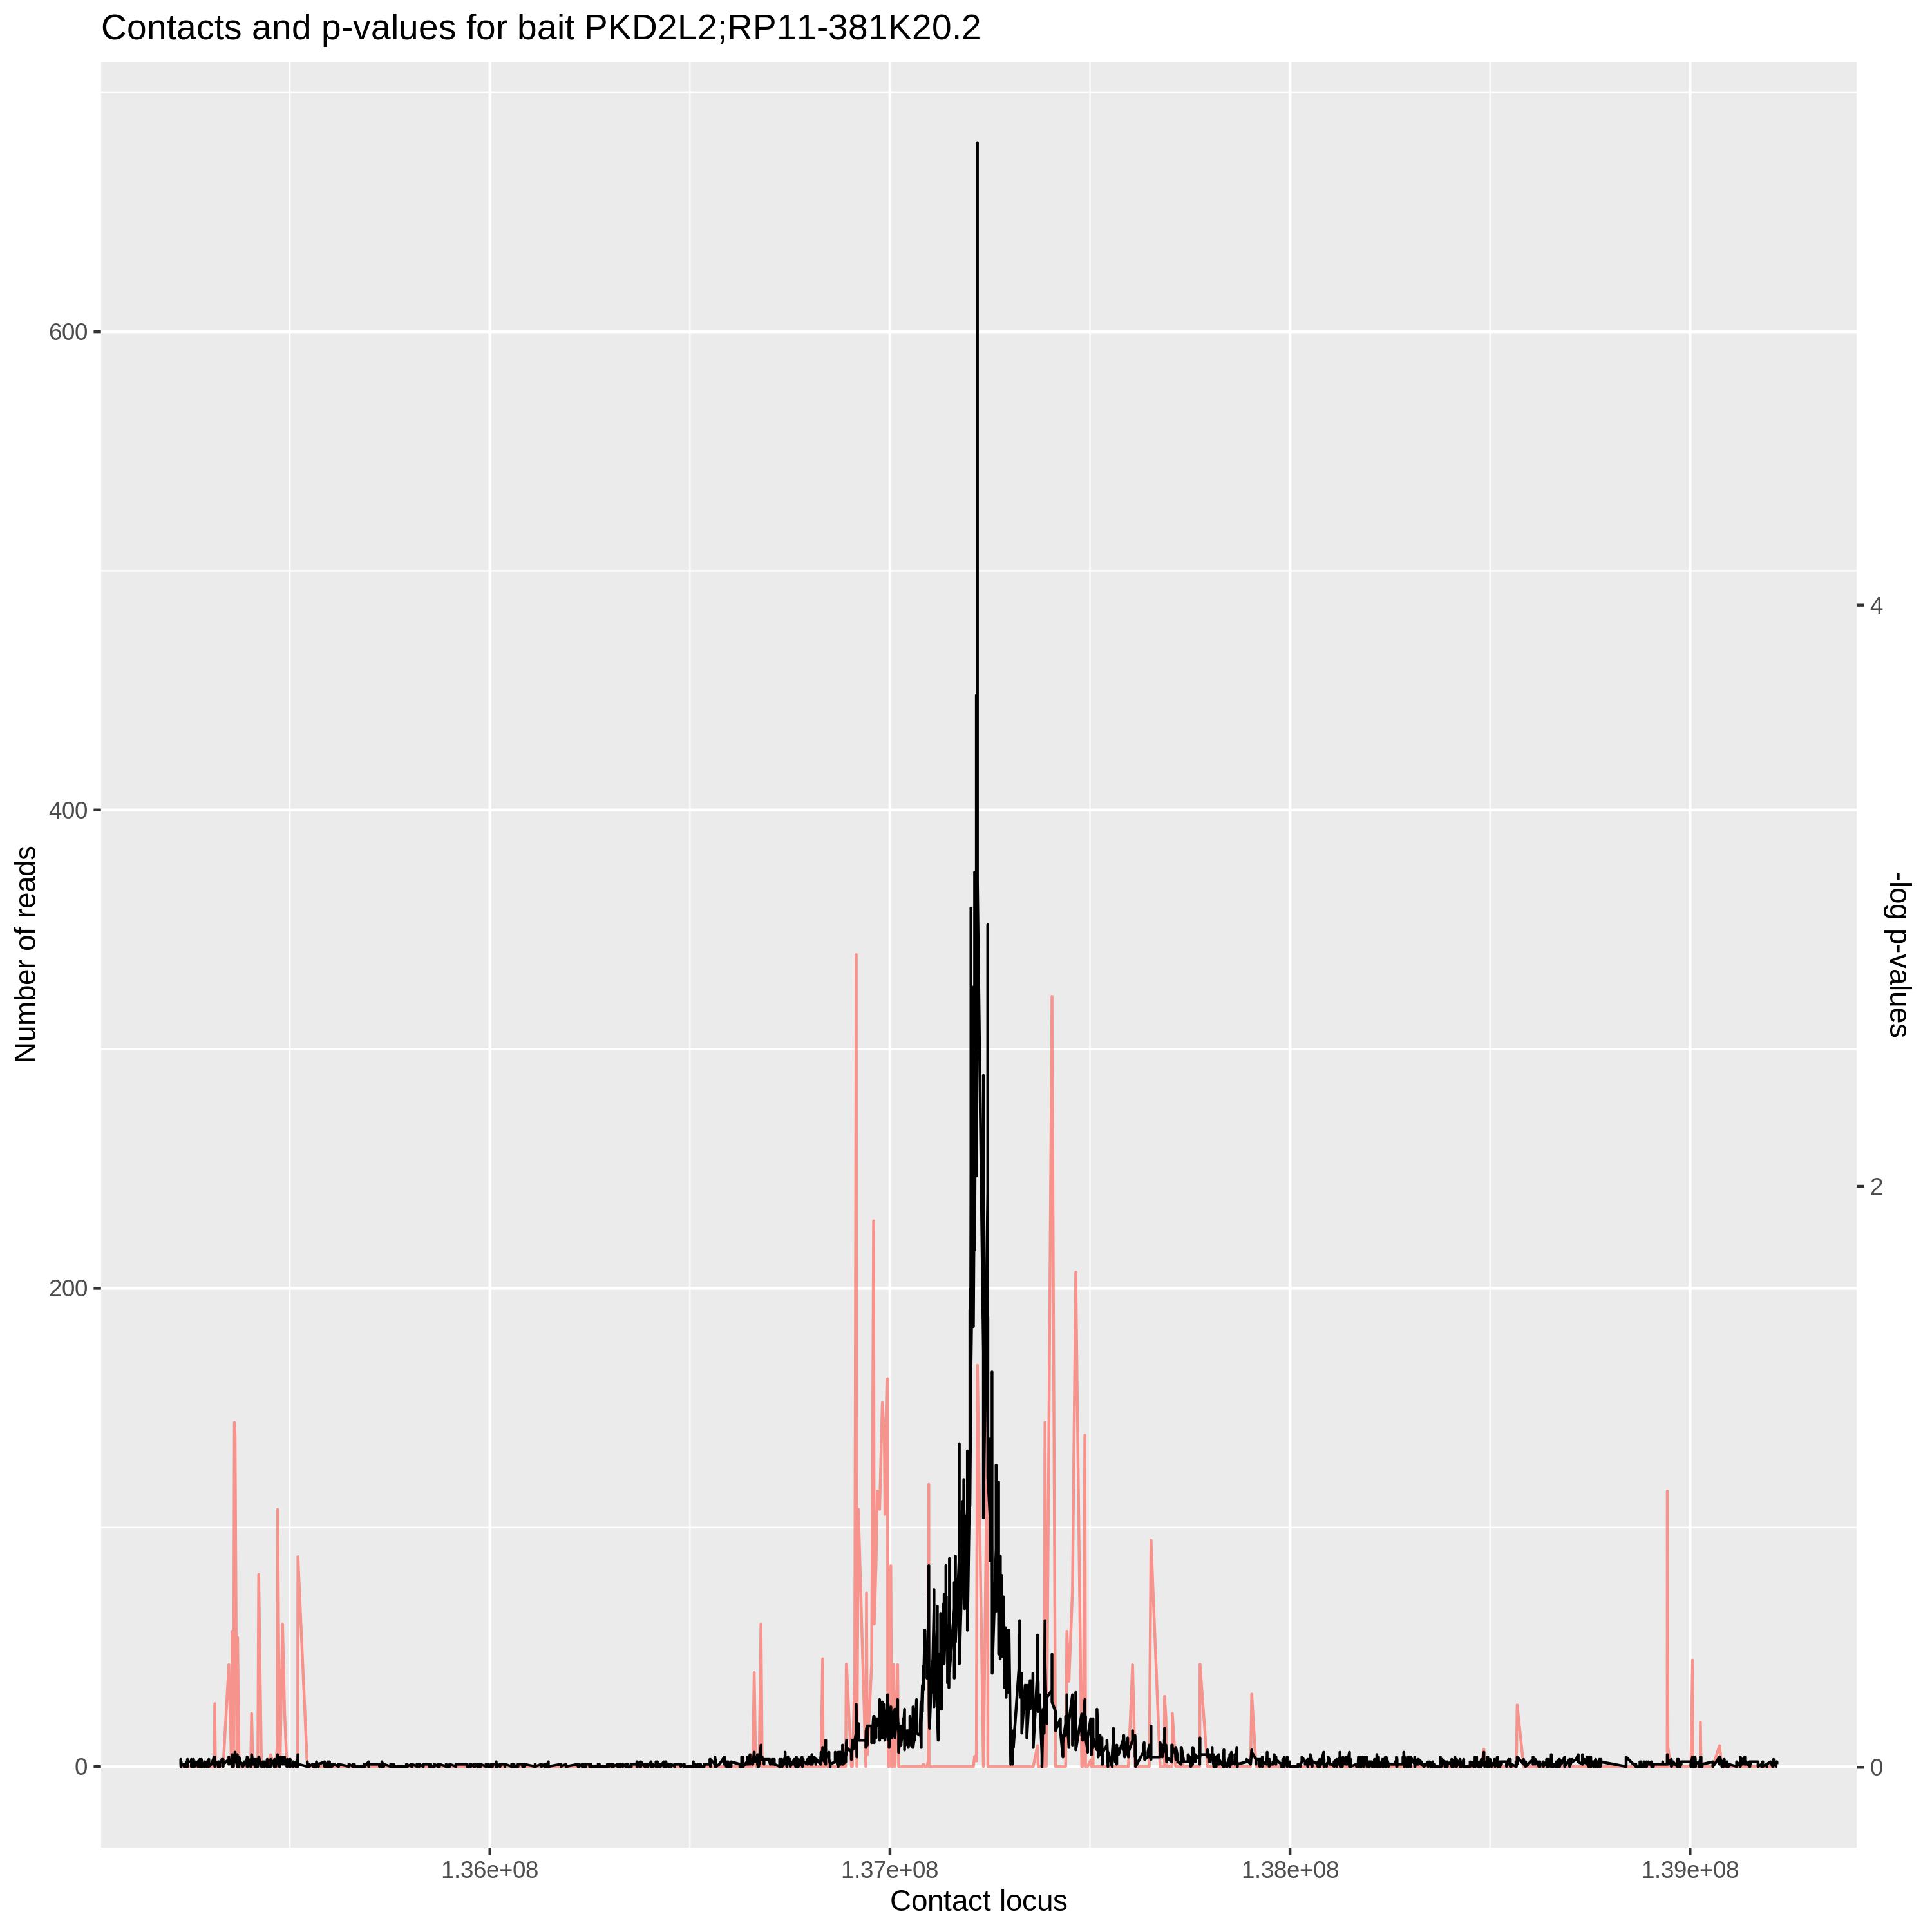 Contacts and p-values for bait PKD2L2;RP11-381K20.2
600
400
200
0
Number of reads
4
2
0
-log p-values
1.36e+08
1.37e+08
1.38e+08
1.39e+08
Contact locus